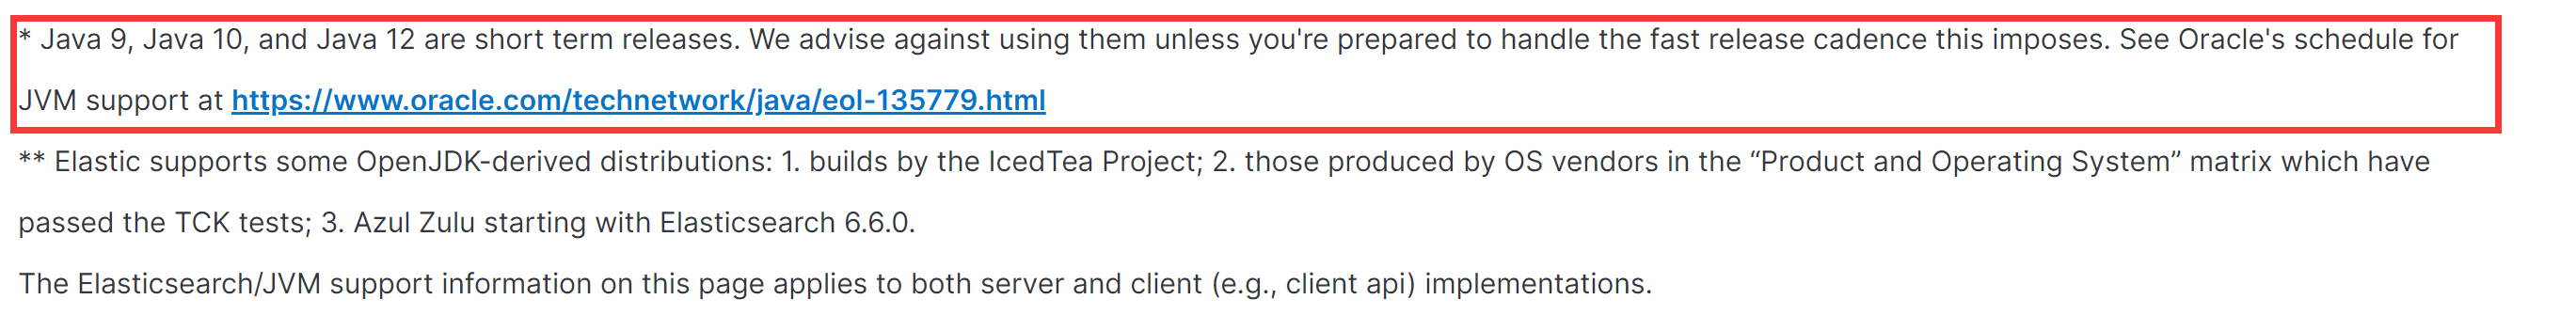 * Java 9, Java 10, and Java 12 are short term releases. We advise against using them unless you're prepared to handle the fast release cadence this imposes. See Oracle's schedule for
JVM support at https://www.oracle.com/technetwork/java/eol-135779.html
** Elastic supports some OpenJDK-derived distributions: 1. builds by the IcedTea Project; 2. those produced by OS vendors in the “Product and Operating System” matrix which have
passed the TCK tests; 3. Azul Zulu starting with Elasticsearch 6.6.0.
The Elasticsearch/JVM support information on this page applies to both server and client (e.g., client api) implementations.